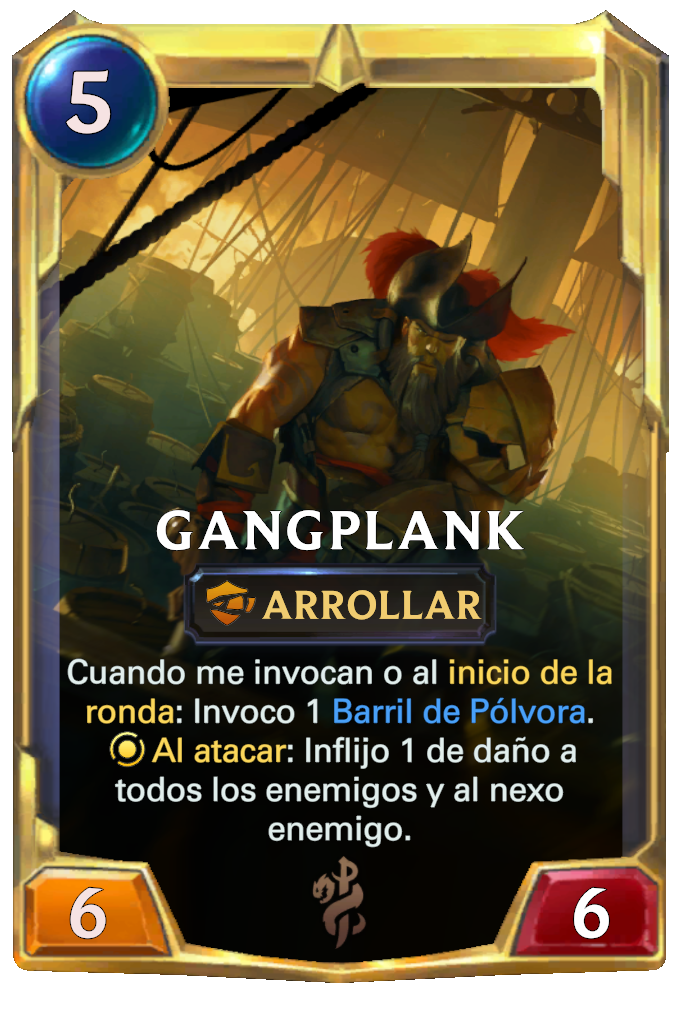 5
GANGPLANK
ARROLLAR
Cuando me invocan o al inicio de la
ronda: Invoco 1 Barril de Pólvora.
Al atacar: Inflijo 1 de daño a
todos los enemigos y al nexo
enemigo.
6
6